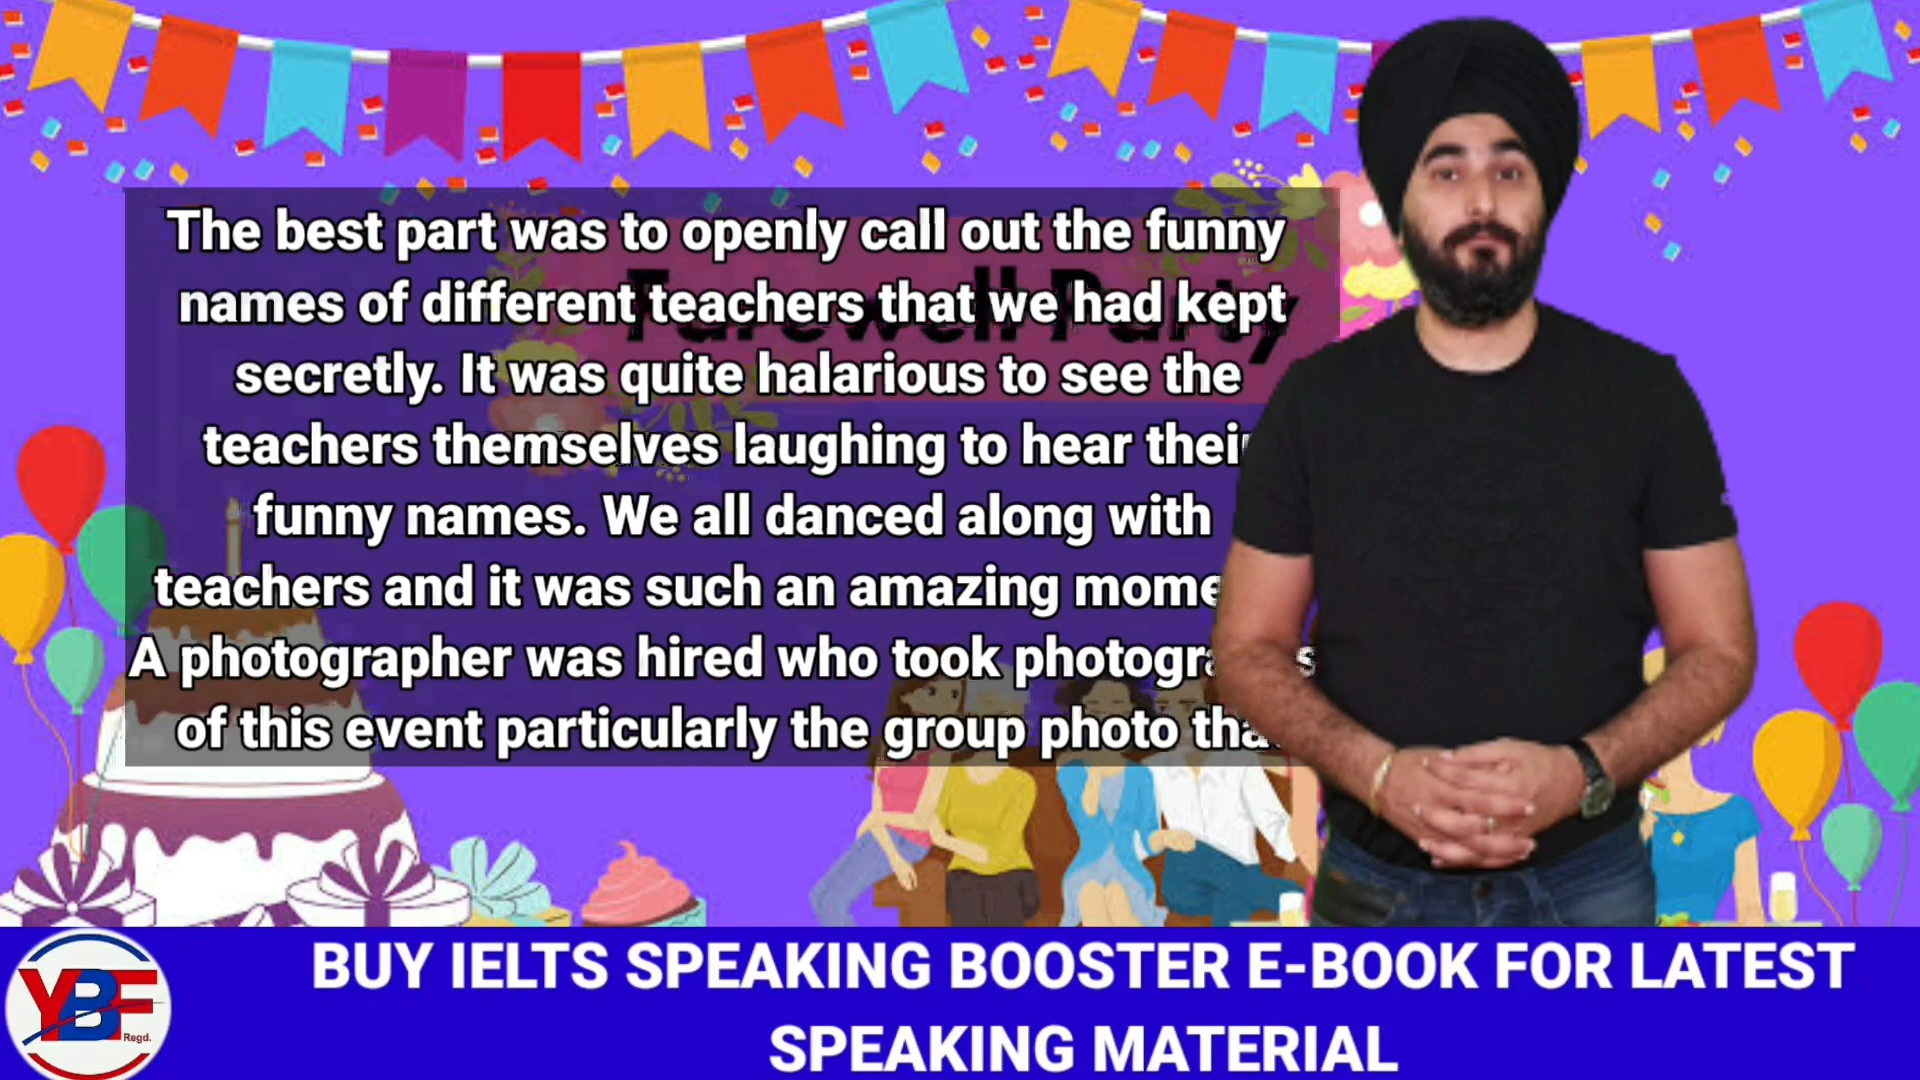 The best part was to openly call out the funny
names of different teachers that we had kept
secretly. It was quite halarious to see the
teachers themselves laughing to hear their
funny names. We all danced along with
teachers and it was such an amazing
A photographer was hired who took
of this event particularly the group photo
Farewell Party
BUY IELTS SPEAKING BOOSTER E-BOOK FOR LATEST
SPEAKING MATERIAL
YBF
Regd.